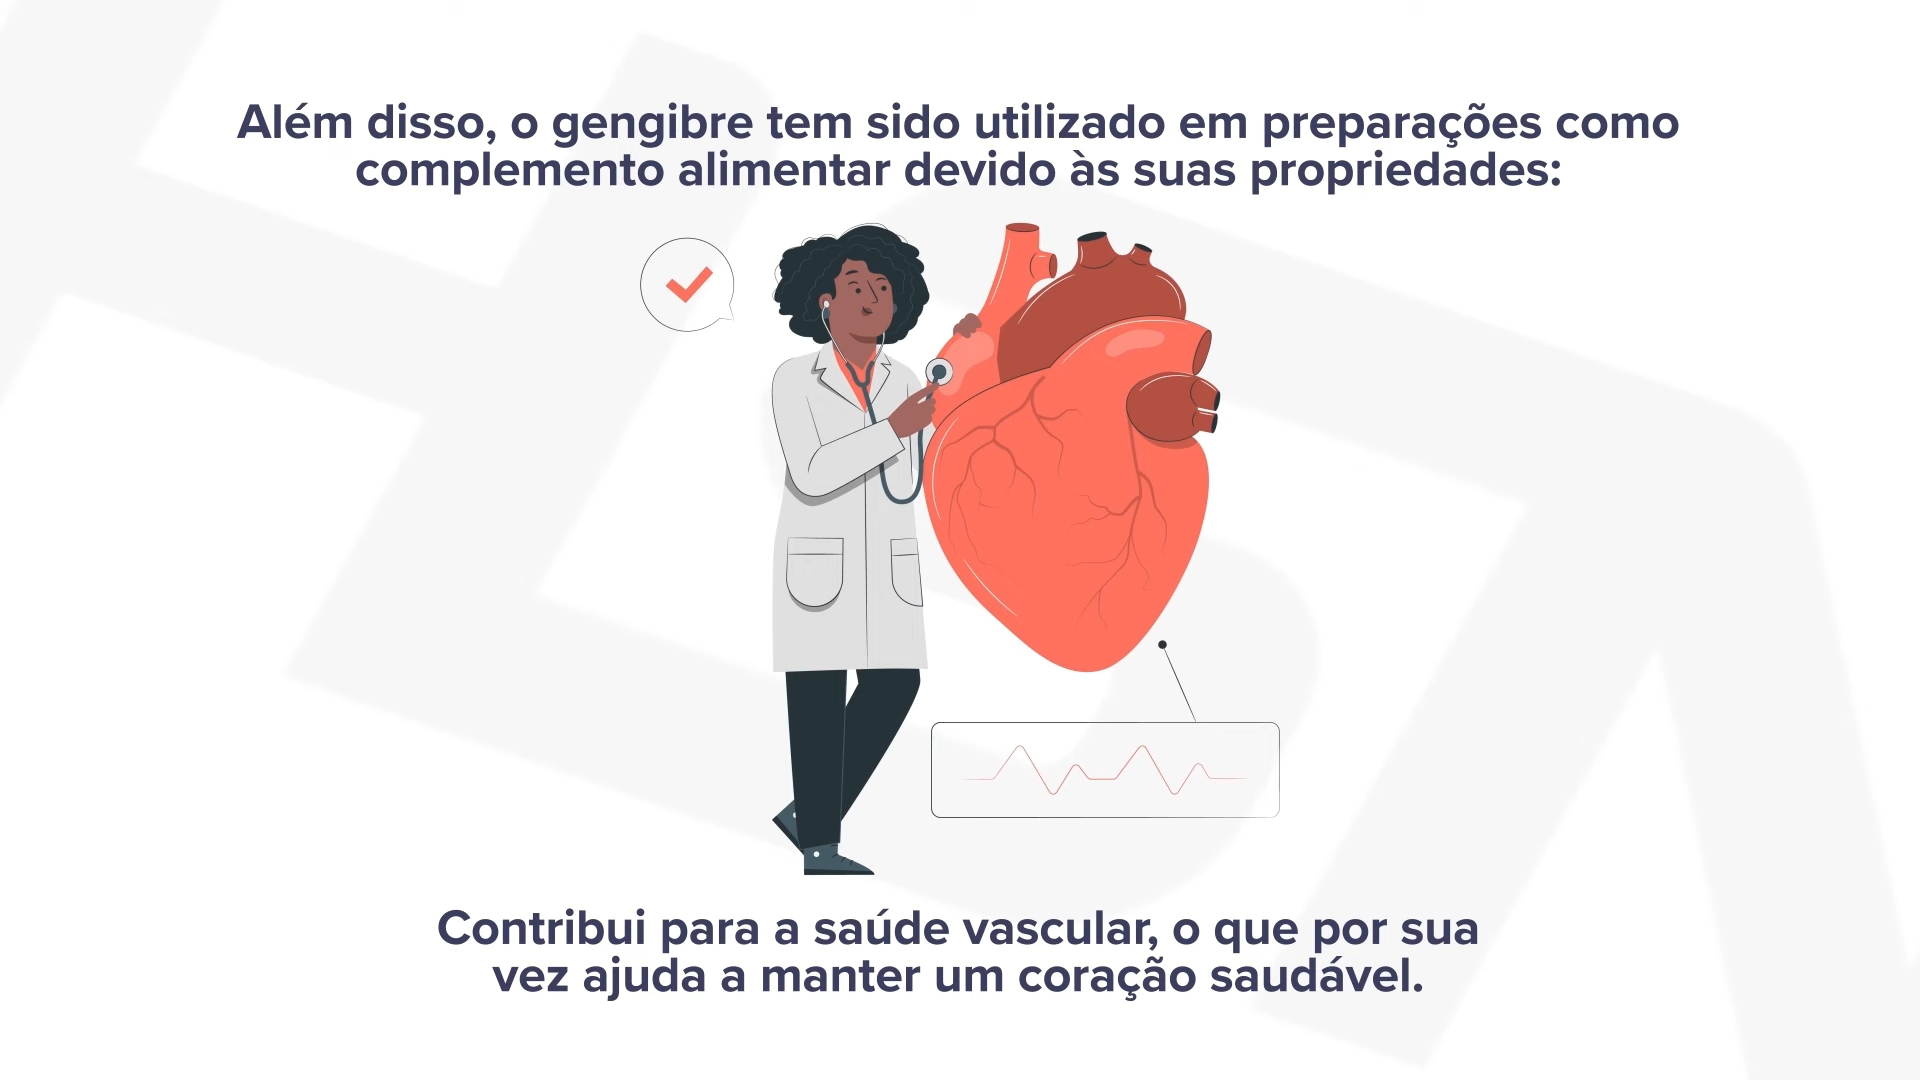 Além disso, o gengibre tem sido utilizado em preparações como
complemento alimentar devido às suas propriedades:
Contribui para a saúde vascular, o que por sua
vez ajuda a manter um coração saudável.